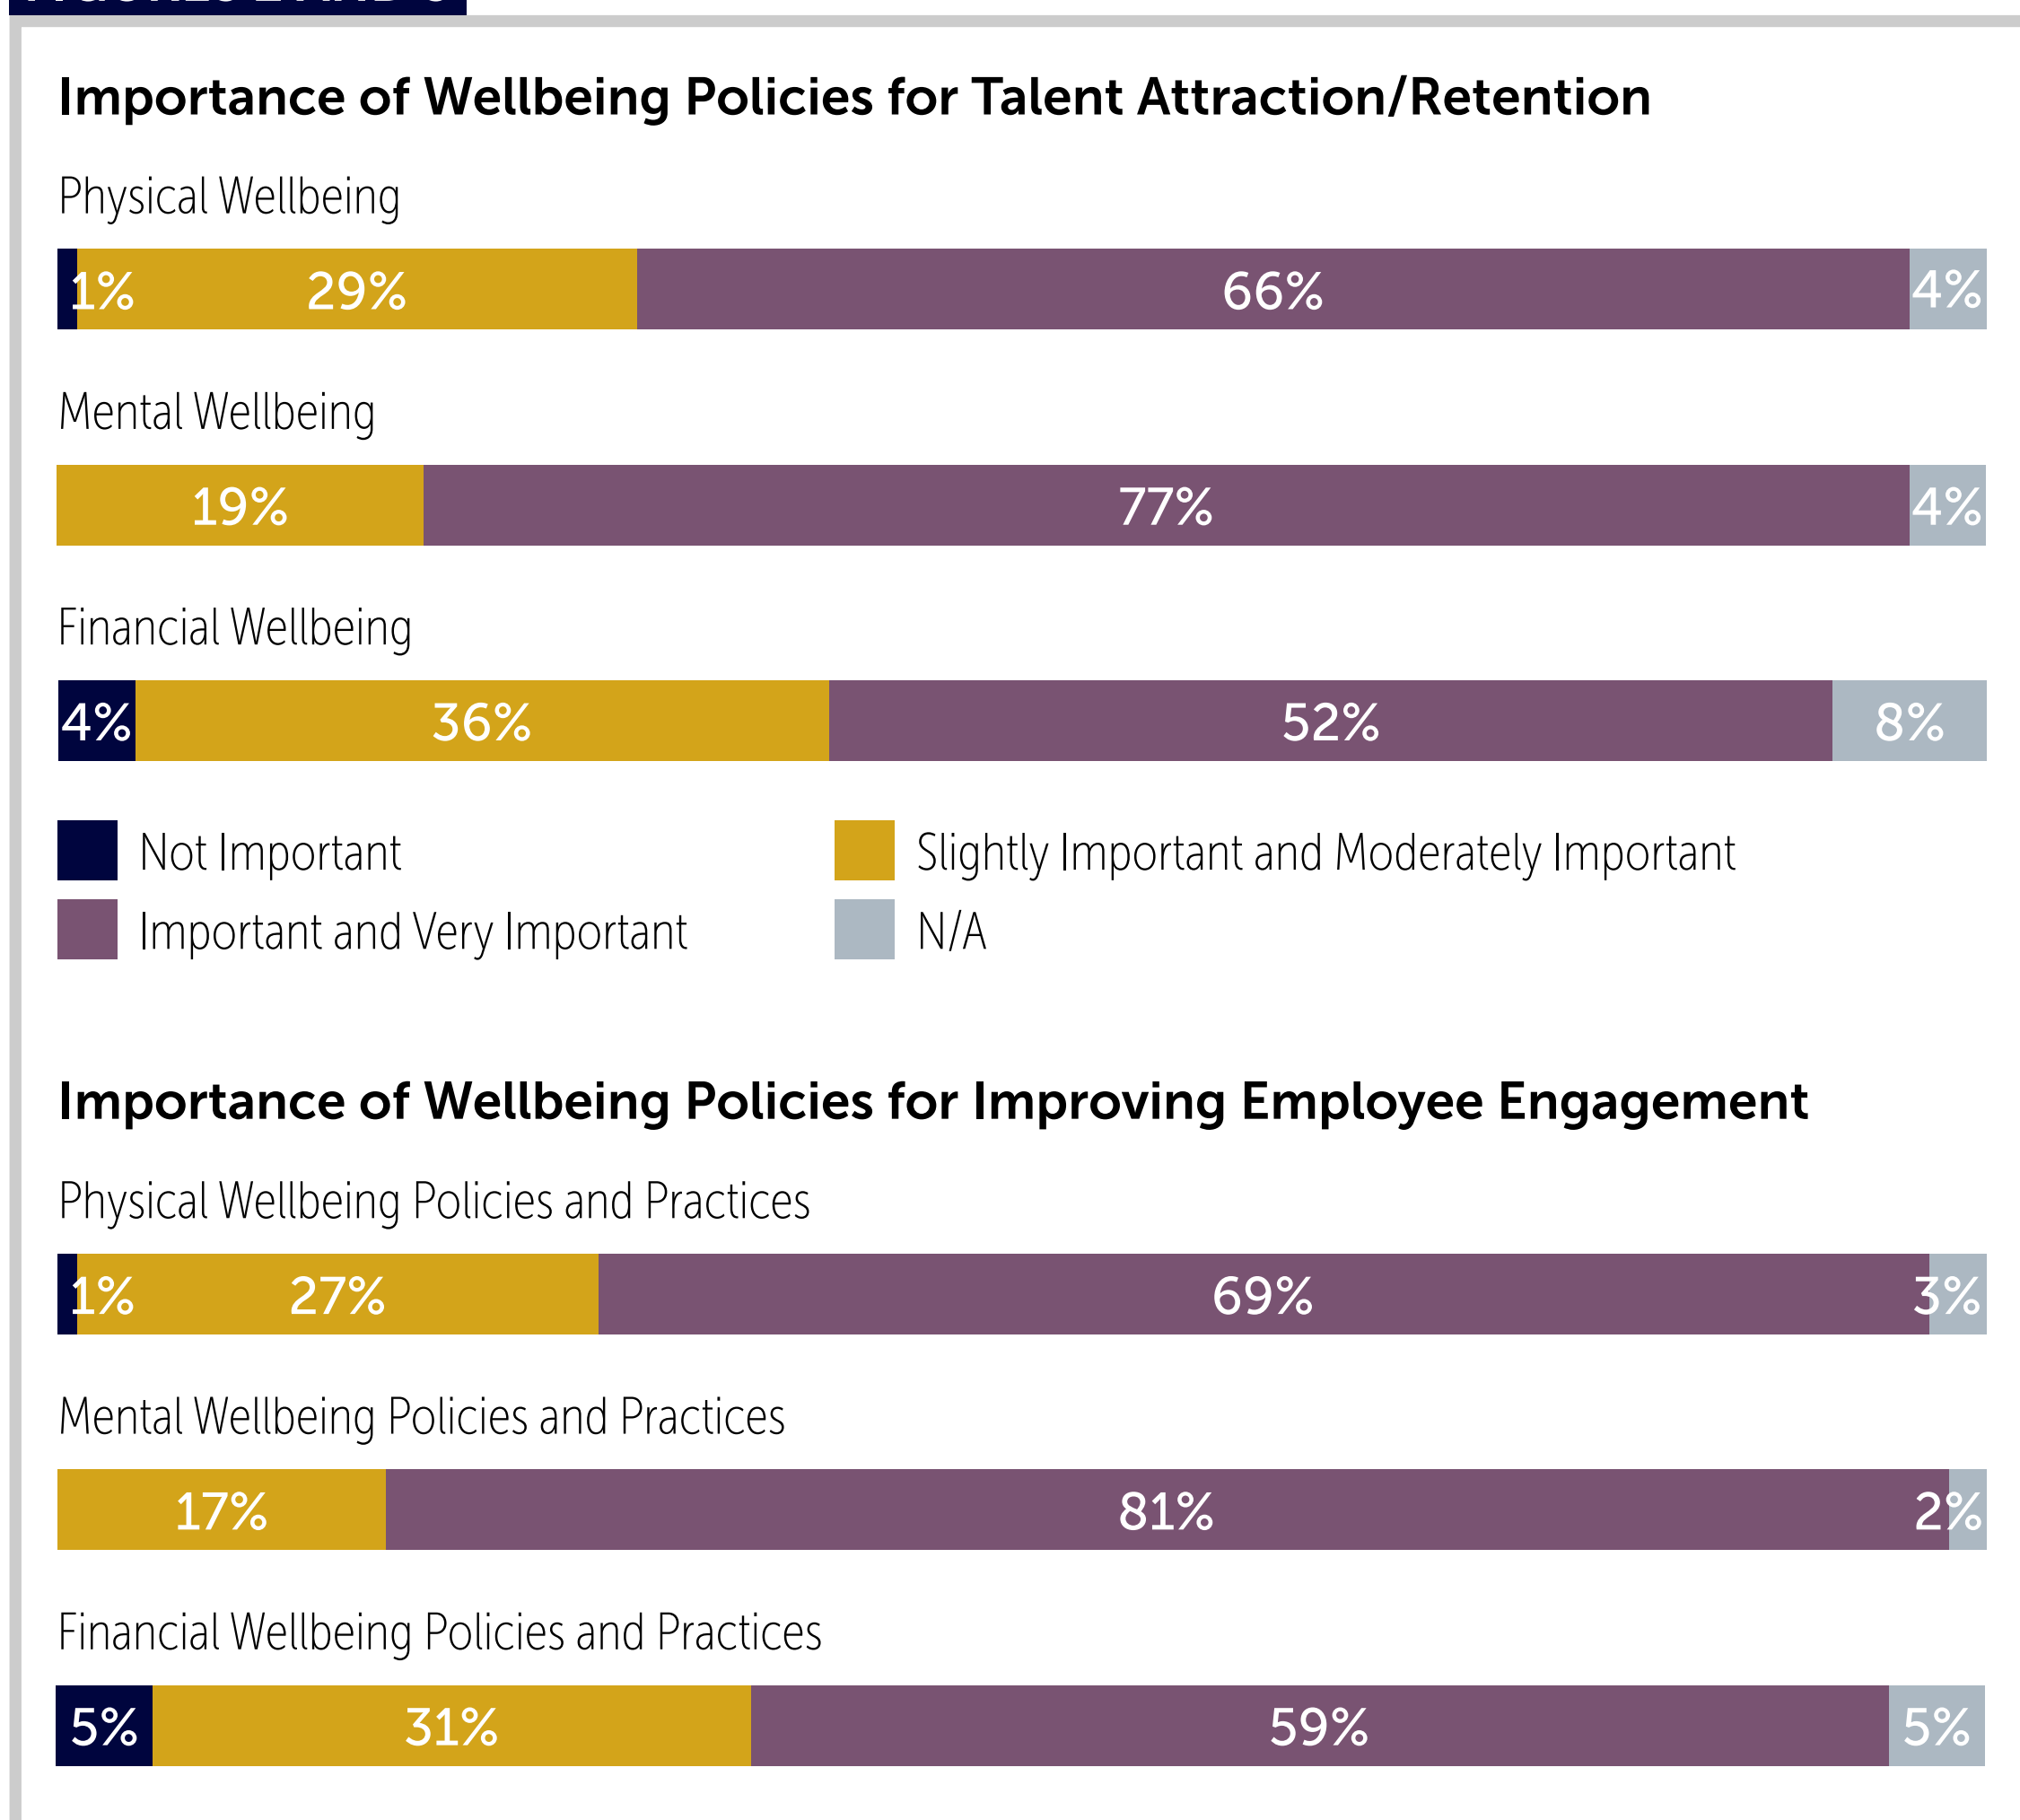 Importance of Wellbeing Policies for Talent Attraction/Retention
Physical Wellbeing
1% 29% 66% 4%
Mental Wellbeing
19% 77% 4%
Financial Wellbeing
4% 36% 52% 8%
Not Important
Slightly Important and Moderately Important
Important and Very Important
N/A
Importance of Wellbeing Policies for Improving Employee Engagement
Physical Wellbeing Policies and Practices
1% 27% 69% 3%
Mental Wellbeing Policies and Practices
17% 81% 2%
Financial Wellbeing Policies and Practices
5% 31% 59% 5%